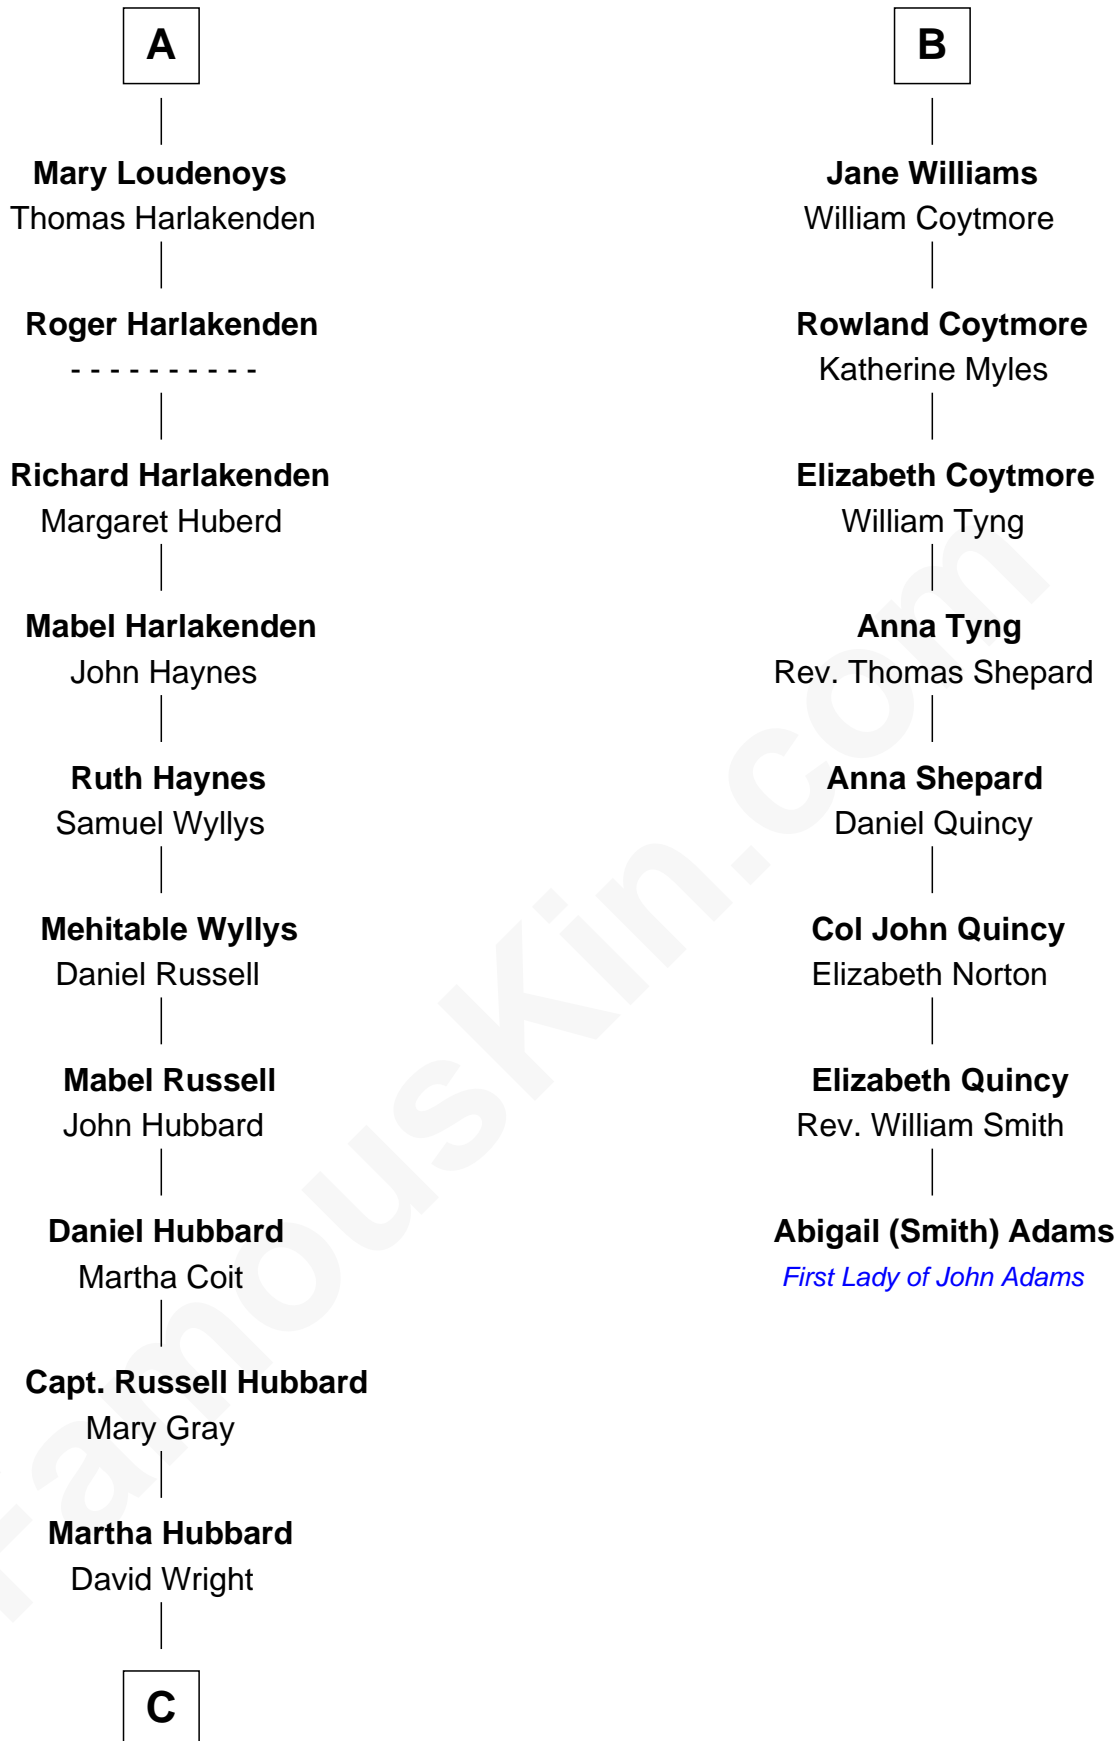 A
Mary Loudenoys
Thomas Harlakenden
Roger Harlakenden
- - - - - - - - - -
Richard Harlakenden
Margaret Huberd
Mabel Harlakenden
John Haynes
Ruth Haynes
Samuel Wyllys
Mehitable Wyllys
Daniel Russell
Mabel Russell
John Hubbard
Daniel Hubbard
Martha Coit
Capt. Russell Hubbard
Mary Gray
Martha Hubbard
David Wright
C
B
Jane Williams
William Coytmore
Rowland Coytmore
Katherine Myles
Elizabeth Coytmore
William Tyng
Anna Tyng
Rev. Thomas Shepard
Anna Shepard
Daniel Quincy
Col John Quincy
Elizabeth Norton
Elizabeth Quincy
Rev. William Smith
Abigail (Smith) Adams
First Lady of John Adams
FamousKin.com